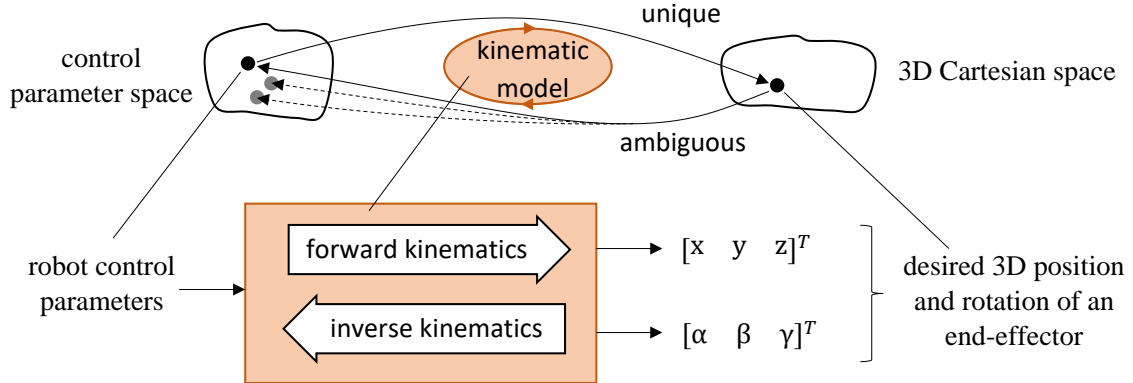 unique
control
parameter space
kinematic
model
3D Cartesian space
ambiguous
forward kinematics
[x y z]ᵀ
robot control
parameters
desired 3D position
and rotation of an
end-effector
inverse kinematics
[α β γ]ᵀ